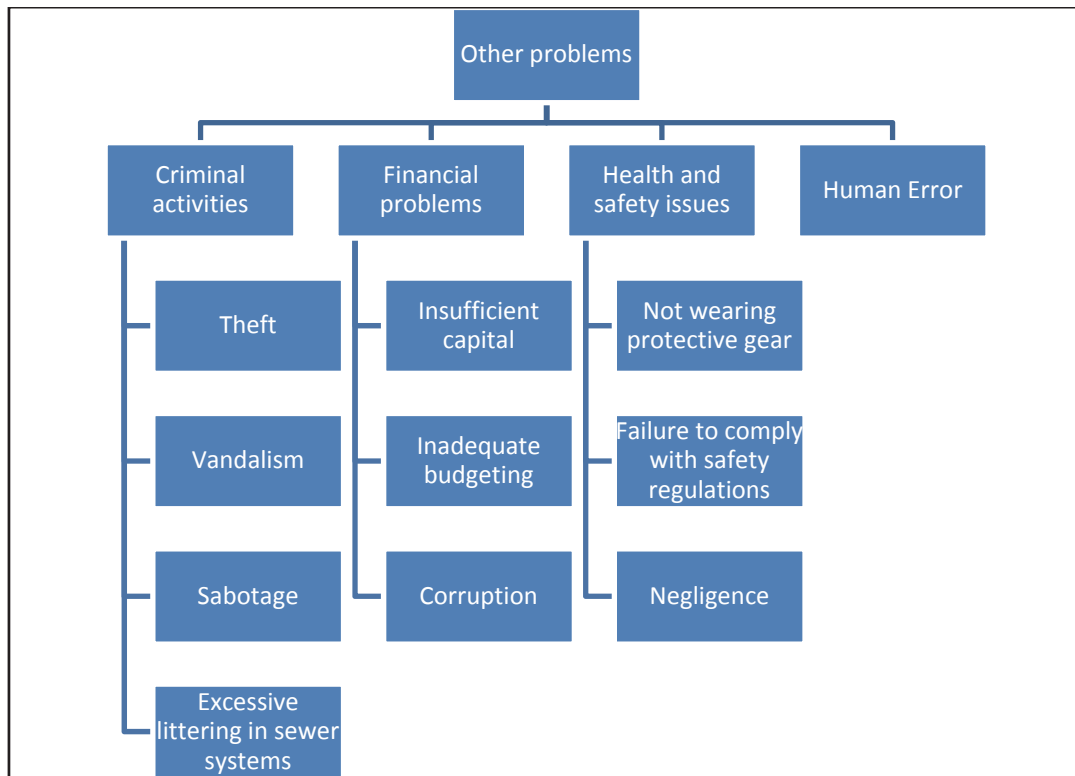 Other problems
Criminal
activities
Financial
problems
Health and
safety issues
Human Error
Theft
Insufficient
capital
Not wearing
protective gear
Vandalism
Inadequate
budgeting
Failure to comply
with safety
regulations
Sabotage
Corruption
Negligence
Excessive
littering in sewer
systems